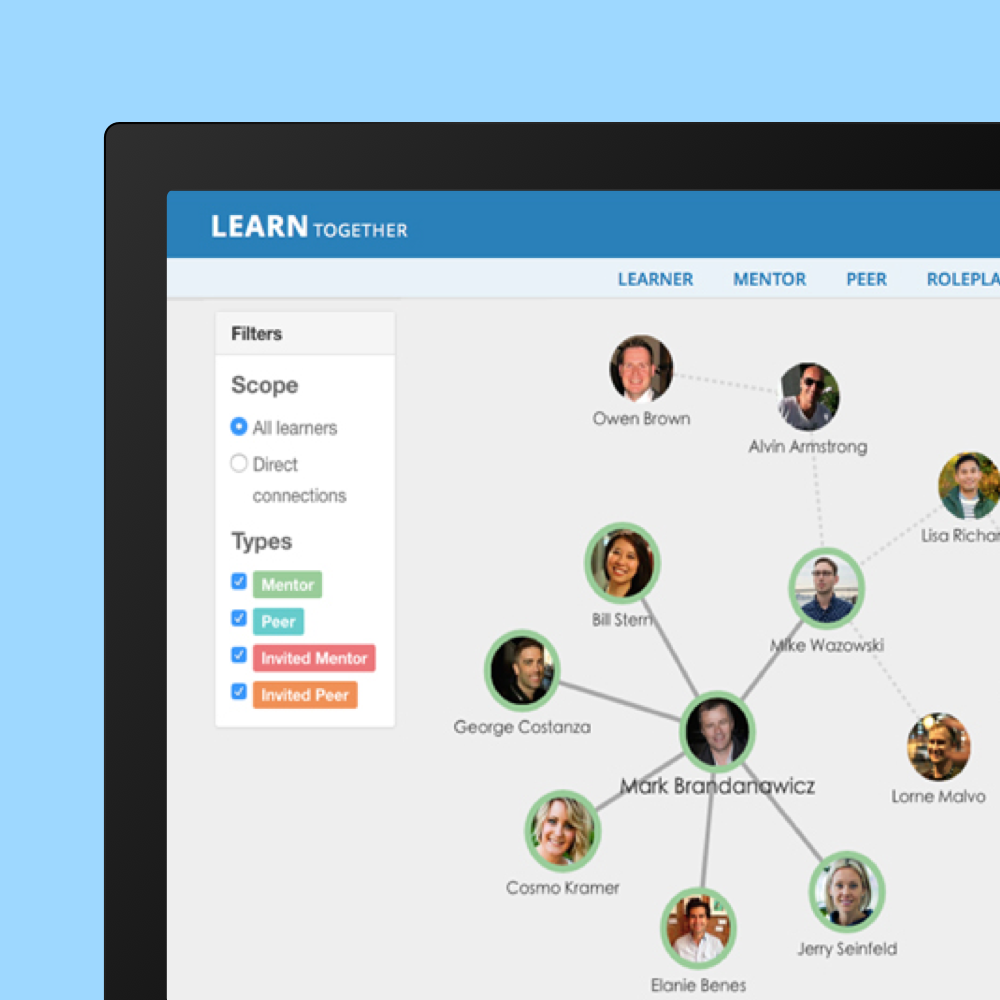 LEARN TOGETHER
LEARNER MENTOR PEER ROLEPLA
Filters
Scope
All learners
Direct
connections
Types
Mentor
Peer
Invited Mentor
Invited Peer
Owen Brown
Alvin Armstrong
Lisa Richar
Bill Stern
Mike Wazowski
George Costanza
Mark Brandanawicz
Lorne Malvo
Cosmo Kramer
Jerry Seinfeld
Elanie Benes